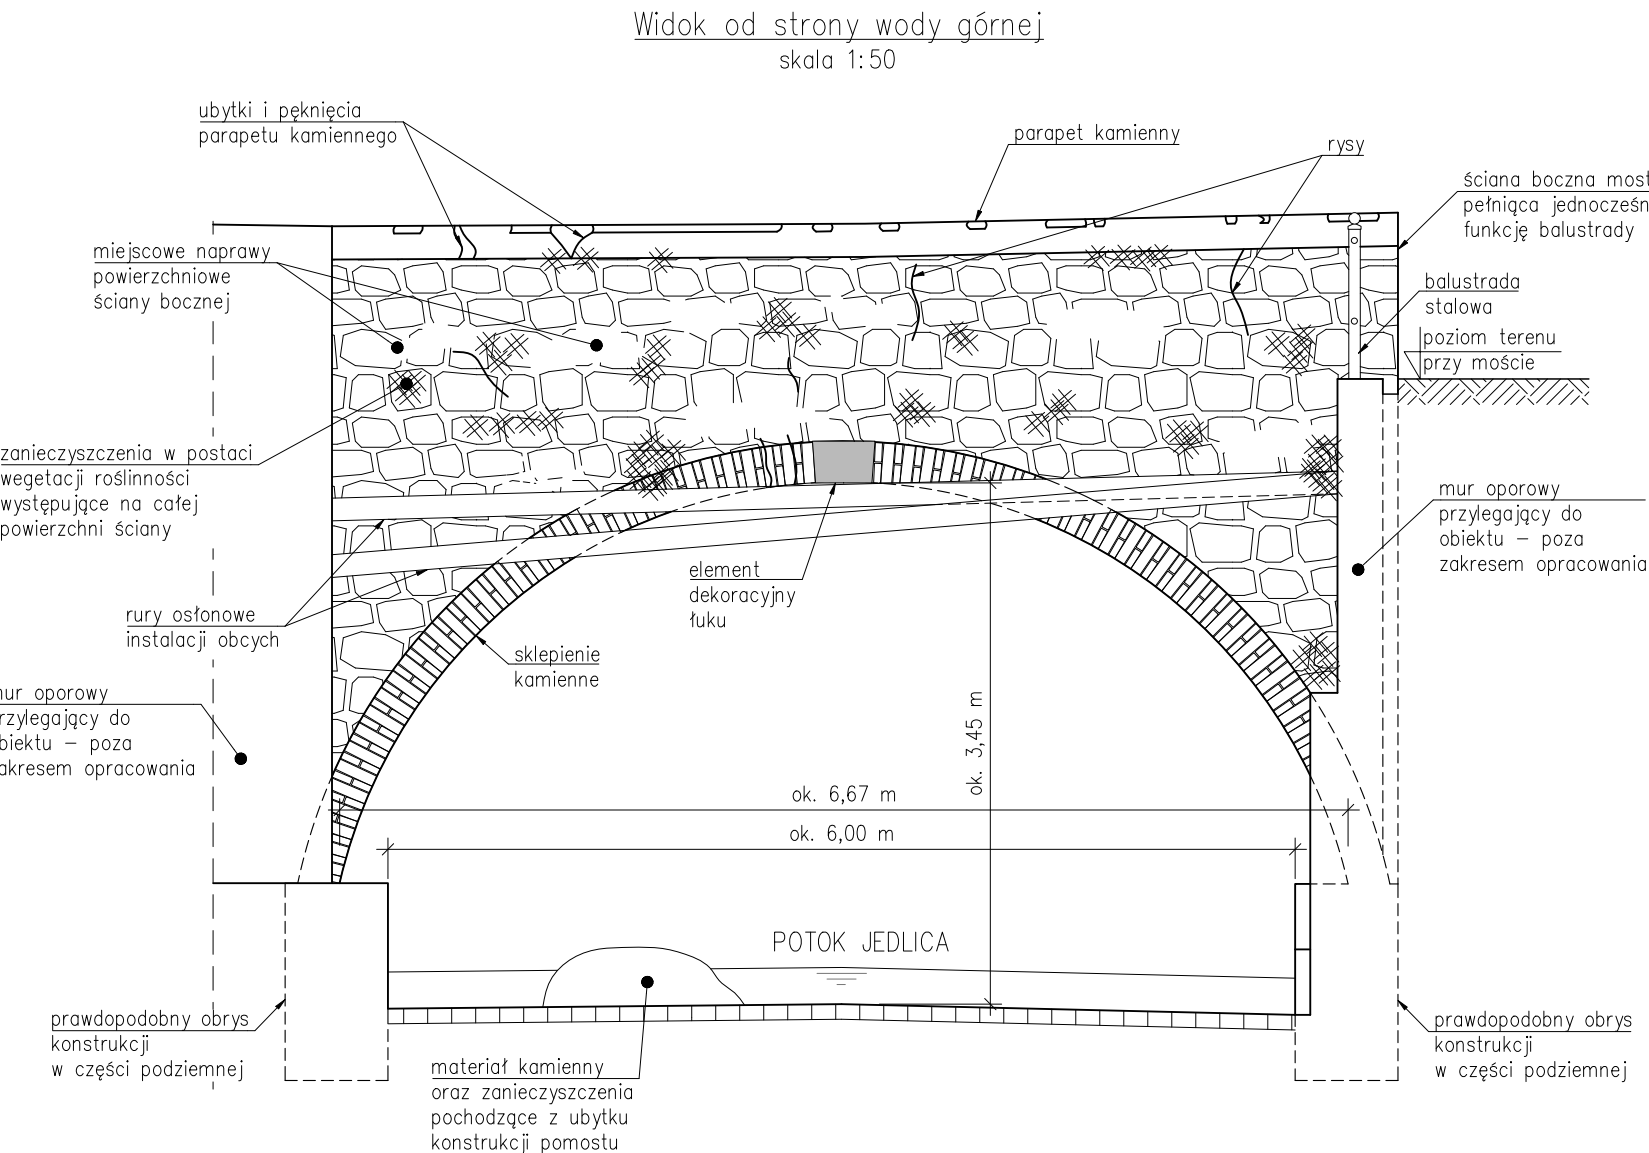 Widok od strony wody górnej
skala 1:50
ubytki i pęknięcia
parapetu kamiennego
parapet kamienny
rysy
ściana boczna most
pełniąca jednocześn
funkcję balustrady
miejscowe naprawy
powierzchniowe
ściany bocznej
balustrada
stalowa
poziom terenu
przy moście
zanieczyszczenia w postaci
wegetacji roślinności
występujące na całej
powierzchni ściany
mur oporowy
przylegający do
obiektu – poza
zakresem opracowania
element
dekoracyjny
łuku
rury osłonowe
instalacji obcych
sklepienie
kamienne
mur oporowy
rzylegający do
biektu – poza
akresem opracowania
ok. 3,45 m
ok. 6,67 m
ok. 6,00 m
POTOK JEDLICA
prawdopodobny obrys
konstrukcji
w części podziemnej
prawdopodobny obrys
konstrukcji
w części podziemnej
materiał kamienny
oraz zanieczyszczenia
pochodzące z ubytku
konstrukcji pomostu